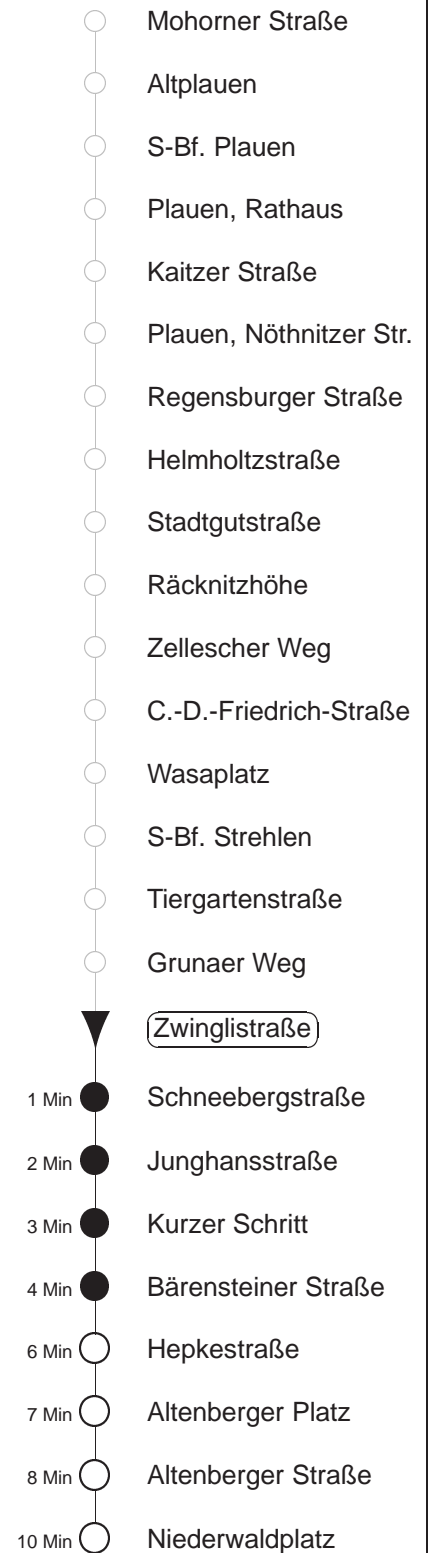 Mohorner Straße
Altplauen
S-Bf. Plauen
Plauen, Rathaus
Kaitzer Straße
Plauen, Nöthnitzer Str.
Regensburger Straße
Helmholtzstraße
Stadtgutstraße
Räcknitzhöhe
Zellescher Weg
C.-D.-Friedrich-Straße
Wasaplatz
S-Bf. Strehlen
Tiergartenstraße
Grunaer Weg
Zwinglistraße
1 Min Schneebergstraße
2 Min Junghansstraße
3 Min Kurzer Schritt
4 Min Bärensteiner Straße
6 Min Hepkestraße
7 Min Altenberger Platz
8 Min Altenberger Straße
10 Min Niederwaldplatz